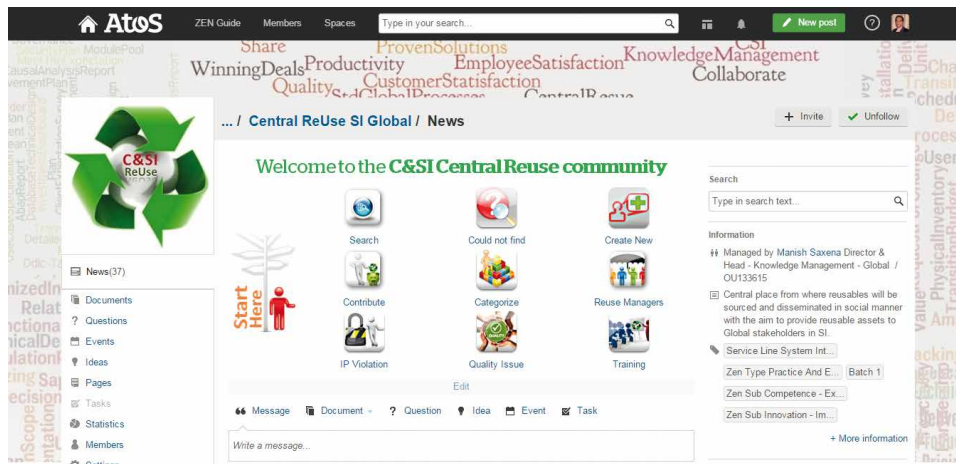 Atos
ZEN Guide
Members
Spaces
Type in your search...
New post
?
ModulePool
Share
ProvenSolutions
CSI
WinningDeals
Productivity
EmployeeSatisfaction
KnowledgeManagement
Quality
CustomerStatisfaction
Collaborate
StdGlobalProcesses
CentralResue
... / Central ReUse SI Global / News
+ Invite
Unfollow
C&SI
ReUse
Welcome to the C&SI Central Reuse community
Search
Could not find
Create New
Start
Here
Contribute
Categorize
Reuse Managers
IP Violation
Quality Issue
Training
Edit
Message
Document
? Question
Idea
Event
Task
Write a message...
News(37)
Documents
? Questions
Events
Ideas
Pages
Tasks
Statistics
Members
Settings
Search
Type in search text...
Information
Managed by Manish Saxena Director &
Head - Knowledge Management - Global /
OU133615
Central place from where reusables will be
sourced and disseminated in social manner
with the aim to provide reusable assets to
Global stakeholders in SI.
Service Line System Int...
Zen Type Practice And E...
Batch 1
Zen Sub Competence - Ex...
Zen Sub Innovation - Im...
+ More information
PhysicalInventory